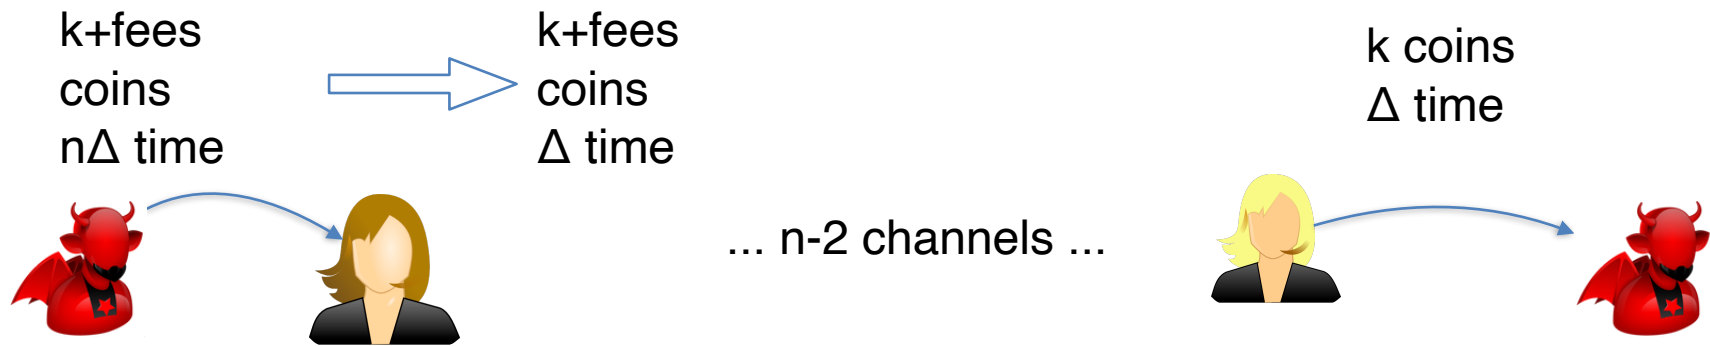 k+fees
coins
nΔ time
k+fees
coins
Δ time
k coins
Δ time
... n-2 channels ...